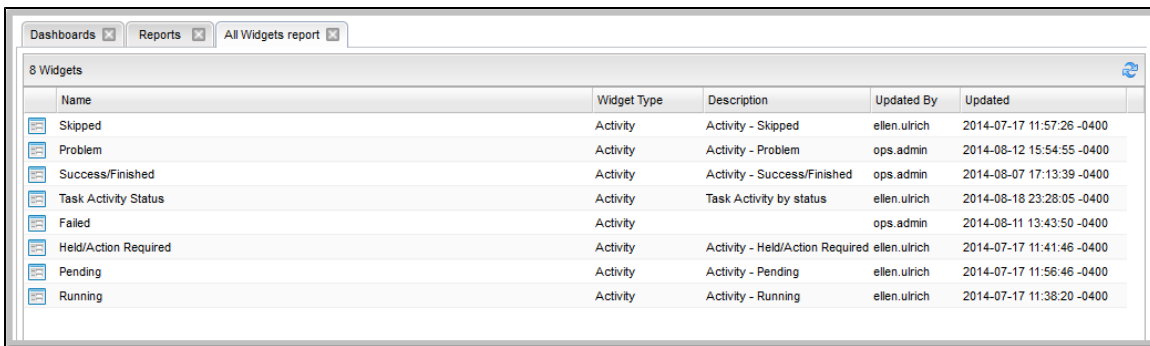 Dashboards Reports All Widgets report
8 Widgets
Name Widget Type Description Updated By Updated
Skipped Activity Activity - Skipped ellen.ulrich 2014-07-17 11:57:26 -0400
Problem Activity Activity - Problem ops.admin 2014-08-12 15:54:55 -0400
Success/Finished Activity Activity - Success/Finished ops.admin 2014-08-07 17:13:39 -0400
Task Activity Status Activity Task Activity by status ellen.ulrich 2014-08-18 23:28:05 -0400
Failed Activity ops.admin 2014-08-11 13:43:50 -0400
Held/Action Required Activity Activity - Held/Action Required ellen.ulrich 2014-07-17 11:41:46 -0400
Pending Activity Activity - Pending ellen.ulrich 2014-07-17 11:56:46 -0400
Running Activity Activity - Running ellen.ulrich 2014-07-17 11:38:20 -0400